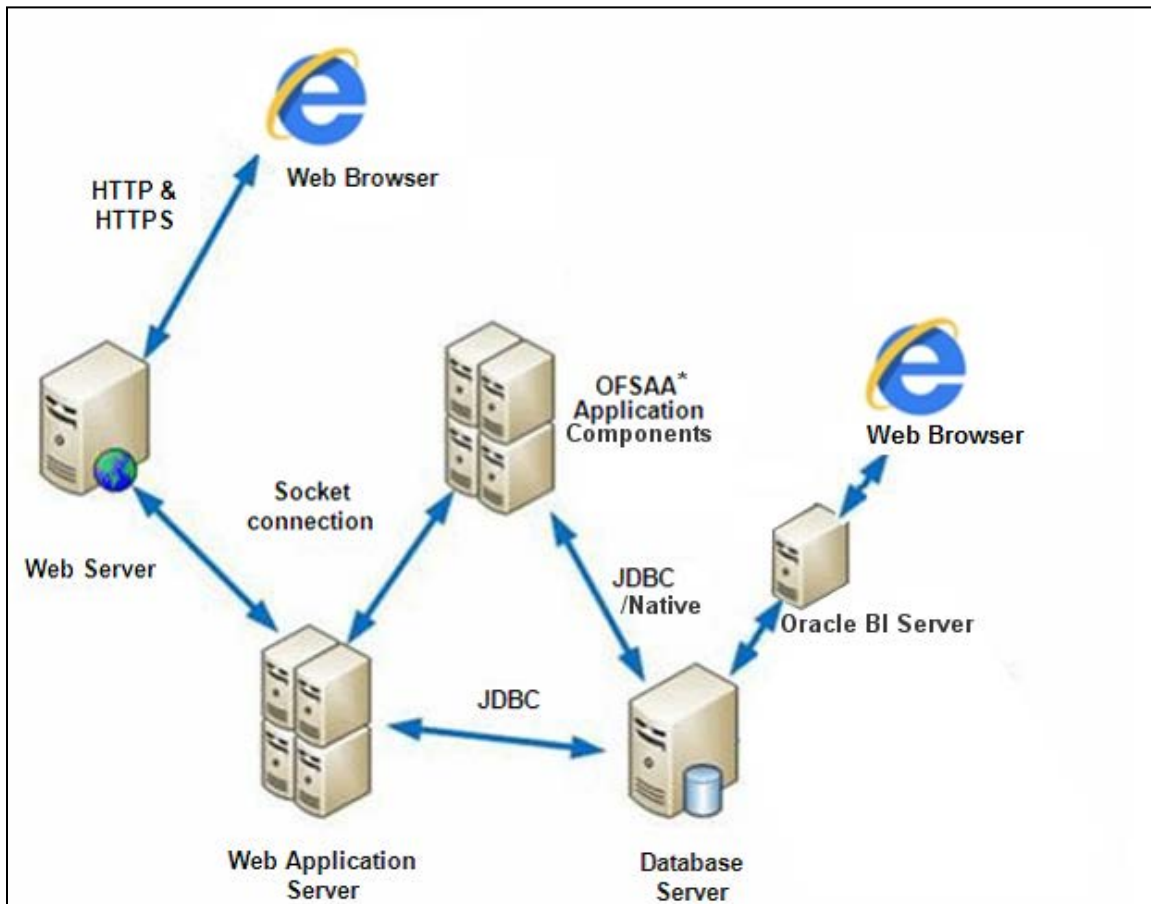 Web Browser
HTTP &
HTTPS
OFSAA*
Application
Components
Web Browser
Socket
connection
Web Server
JDBC
/Native
Oracle BI Server
JDBC
Web Application
Server
Database
Server